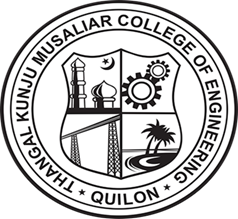 THANGAL KUNJU MUSALIAR COLLEGE OF ENGINEERING
QUILON